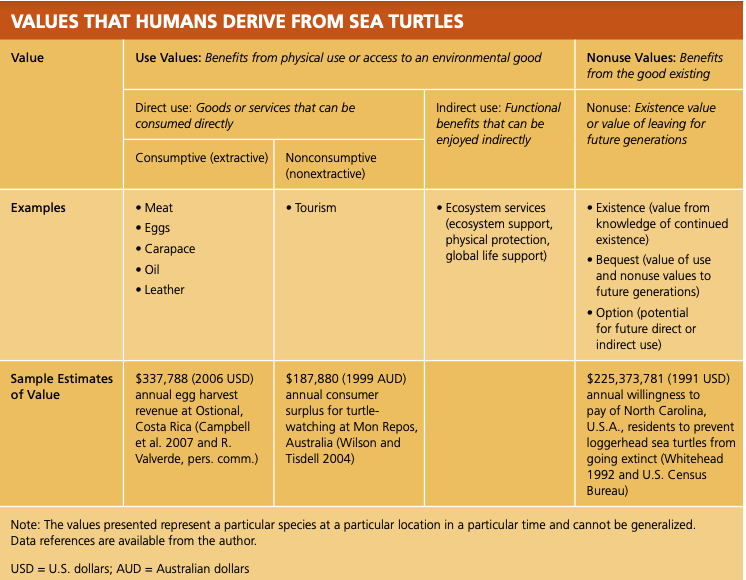 VALUES THAT HUMANS DERIVE FROM SEA TURTLES
Value
Use Values: Benefits from physical use or access to an environmental good
Nonuse Values: Benefits
from the good existing
Direct use: Goods or services that can be
consumed directly
Indirect use: Functional
benefits that can be
enjoyed indirectly
Nonuse: Existence value
or value of leaving for
future generations
Consumptive (extractive)
Nonconsumptive
(nonextractive)
Examples
• Meat
• Eggs
• Carapace
• Oil
• Leather
• Tourism
• Ecosystem services
(ecosystem support,
physical protection,
global life support)
• Existence (value from
knowledge of continued
existence)
• Bequest (value of use
and nonuse values to
future generations)
• Option (potential
for future direct or
indirect use)
Sample Estimates
of Value
$337,788 (2006 USD)
annual egg harvest
revenue at Ostional,
Costa Rica (Campbell
et al. 2007 and R.
Valverde, pers. comm.)
$187,880 (1999 AUD)
annual consumer
surplus for turtle-
watching at Mon Repos,
Australia (Wilson and
Tisdell 2004)
$225,373,781 (1991 USD)
annual willingness to
pay of North Carolina,
U.S.A., residents to prevent
loggerhead sea turtles from
going extinct (Whitehead
1992 and U.S. Census
Bureau)
Note: The values presented represent a particular species at a particular location in a particular time and cannot be generalized.
Data references are available from the author.
USD = U.S. dollars; AUD = Australian dollars